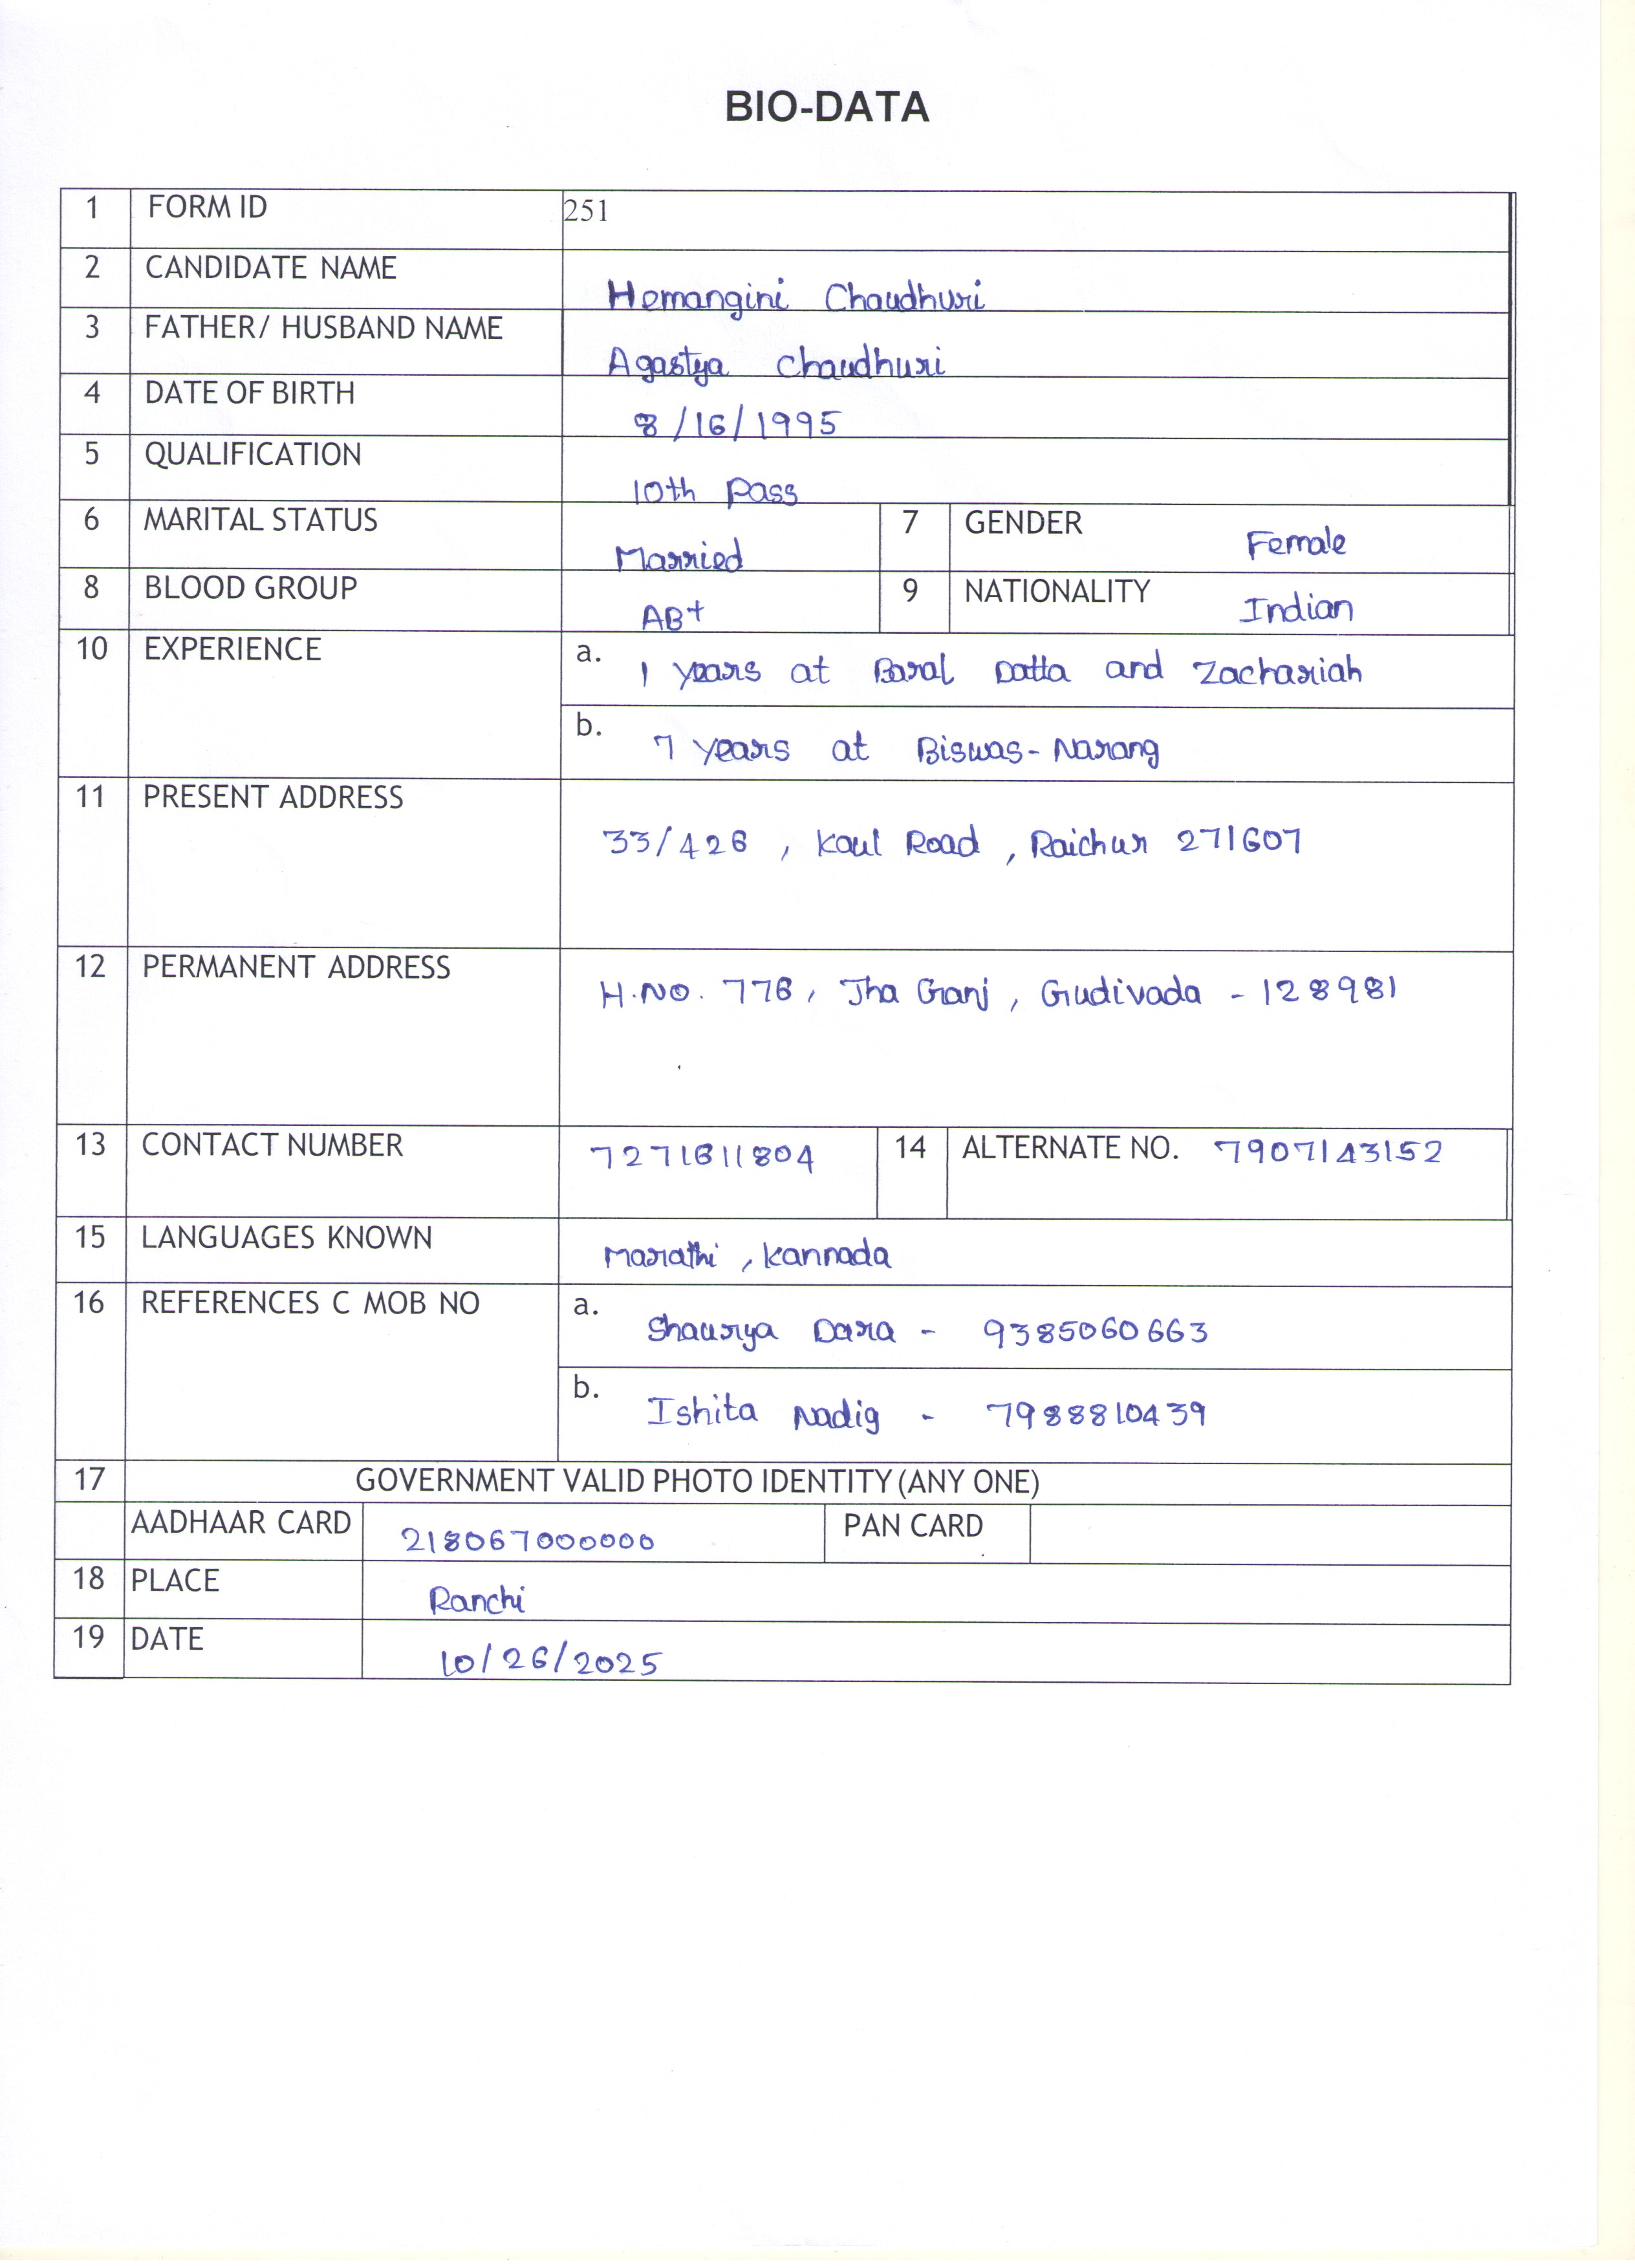 BIO-DATA
1 FORM ID 251
2 CANDIDATE NAME Hemangini Chaudhuri
3 FATHER/ HUSBAND NAME Agastya Chaudhuri
4 DATE OF BIRTH 8/16/1995
5 QUALIFICATION 10th Pass
6 MARITAL STATUS Married 7 GENDER Female
8 BLOOD GROUP AB+ 9 NATIONALITY Indian
10 EXPERIENCE a. 1 years at Baral Datta and Zachariah
b. 7 years at Biswas-Narang
11 PRESENT ADDRESS 33/426, Kaul Road, Raichur 271607
12 PERMANENT ADDRESS H.NO. 776, Jha Ganj, Gudivada - 128981
13 CONTACT NUMBER 7271611804 14 ALTERNATE NO. 7907143152
15 LANGUAGES KNOWN Marathi, Kannada
16 REFERENCES C MOB NO a. Shaurya Dara - 9385060663
b. Ishita Nadig - 7988810439
17 GOVERNMENT VALID PHOTO IDENTITY (ANY ONE)
AADHAAR CARD 218067000000 PAN CARD
18 PLACE Ranchi
19 DATE 10/26/2025